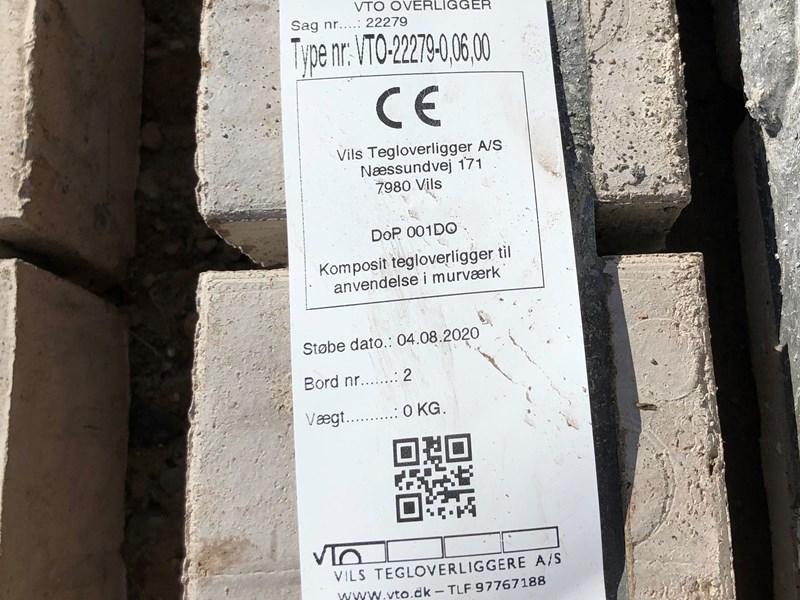 VTO OVERLIGGER
Sag nr....: 22279
Type nr: VTO-22279-0,06,00
CE
Vils Tegloverligger A/S
Næssundvej 171
7980 Vils
DoP 001DO
Komposit tegloverligger til
anvendelse i murværk
Støbe dato.: 04.08.2020
Bord nr.......: 2
Vægt..........: 0 KG.
VTO
VILS TEGLOVERLIGGERE A/S
www.vto.dk – TLF 97767188